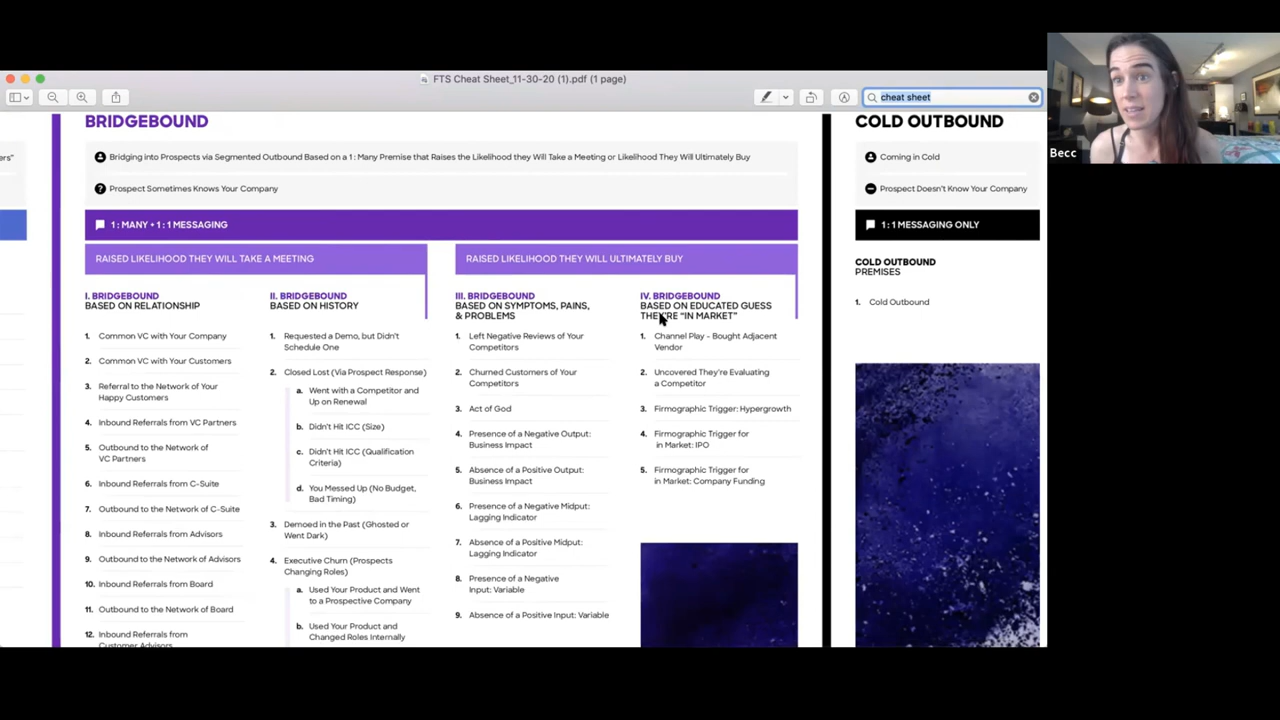 FTS Cheat Sheet_11-30-20 (1).pdf (1 page)
cheat sheet
Becc
ers"
BRIDGEBOUND
Bridging into Prospects via Segmented Outbound Based on a 1 : Many Premise that Raises the Likelihood they Will Take a Meeting or Likelihood They Will Ultimately Buy
Prospect Sometimes Knows Your Company
1 : MANY + 1 : 1 MESSAGING
RAISED LIKELIHOOD THEY WILL TAKE A MEETING
I. BRIDGEBOUND
BASED ON RELATIONSHIP
1. Common VC with Your Company
2. Common VC with Your Customers
3. Referral to the Network of Your
Happy Customers
4. Inbound Referrals from VC Partners
5. Outbound to the Network of
VC Partners
6. Inbound Referrals from C-Suite
7. Outbound to the Network of C-Suite
8. Inbound Referrals from Advisors
9. Outbound to the Network of Advisors
10. Inbound Referrals from Board
11. Outbound to the Network of Board
12. Inbound Referrals from
Customer Advisors
II. BRIDGEBOUND
BASED ON HISTORY
1. Requested a Demo, but Didn't
Schedule One
2. Closed Lost (Via Prospect Response)
a. Went with a Competitor and
Up on Renewal
b. Didn't Hit ICC (Size)
c. Didn't Hit ICC (Qualification
Criteria)
d. You Messed Up (No Budget,
Bad Timing)
3. Demoed in the Past (Ghosted or
Went Dark)
4. Executive Churn (Prospects
Changing Roles)
a. Used Your Product and Went
to a Prospective Company
b. Used Your Product and
Changed Roles Internally
RAISED LIKELIHOOD THEY WILL ULTIMATELY BUY
III. BRIDGEBOUND
BASED ON SYMPTOMS, PAINS,
& PROBLEMS
1. Left Negative Reviews of Your
Competitors
2. Churned Customers of Your
Competitors
3. Act of God
4. Presence of a Negative Output:
Business Impact
5. Absence of a Positive Output:
Business Impact
6. Presence of a Negative Midput:
Lagging Indicator
7. Absence of a Positive Midput:
Lagging Indicator
8. Presence of a Negative
Input: Variable
9. Absence of a Positive Input: Variable
IV. BRIDGEBOUND
BASED ON EDUCATED GUESS
THEY'RE "IN MARKET"
1. Channel Play - Bought Adjacent
Vendor
2. Uncovered They're Evaluating
a Competitor
3. Firmographic Trigger: Hypergrowth
4. Firmographic Trigger for
in Market: IPO
5. Firmographic Trigger for
in Market: Company Funding
COLD OUTBOUND
Coming in Cold
Prospect Doesn't Know Your Company
1 : 1 MESSAGING ONLY
COLD OUTBOUND
PREMISES
1. Cold Outbound